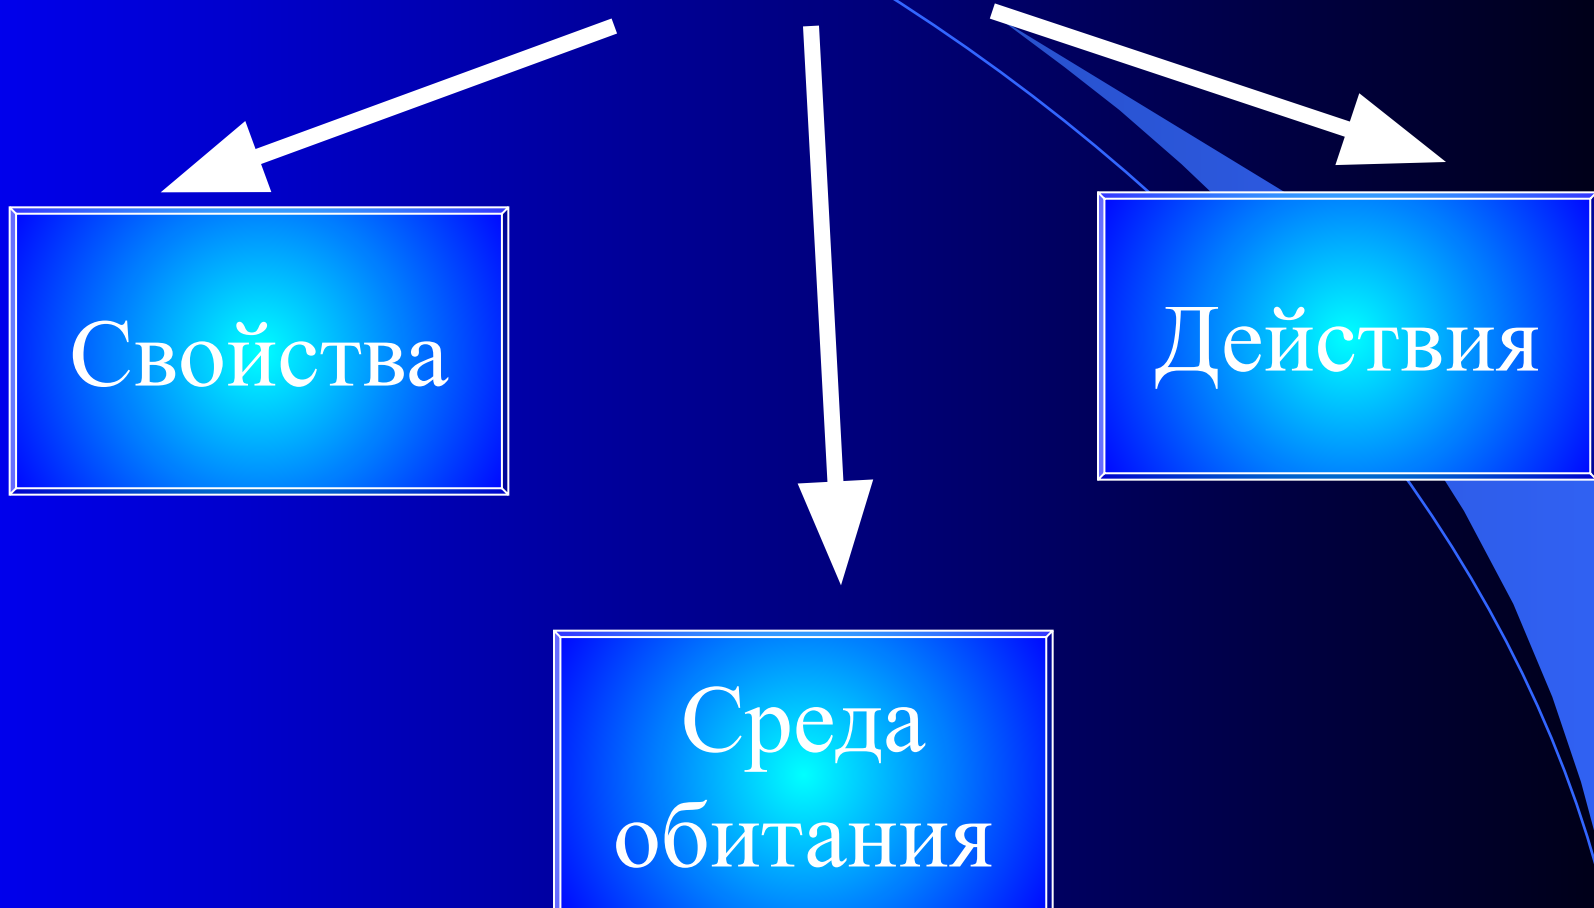 Свойства
Действия
Среда
обитания